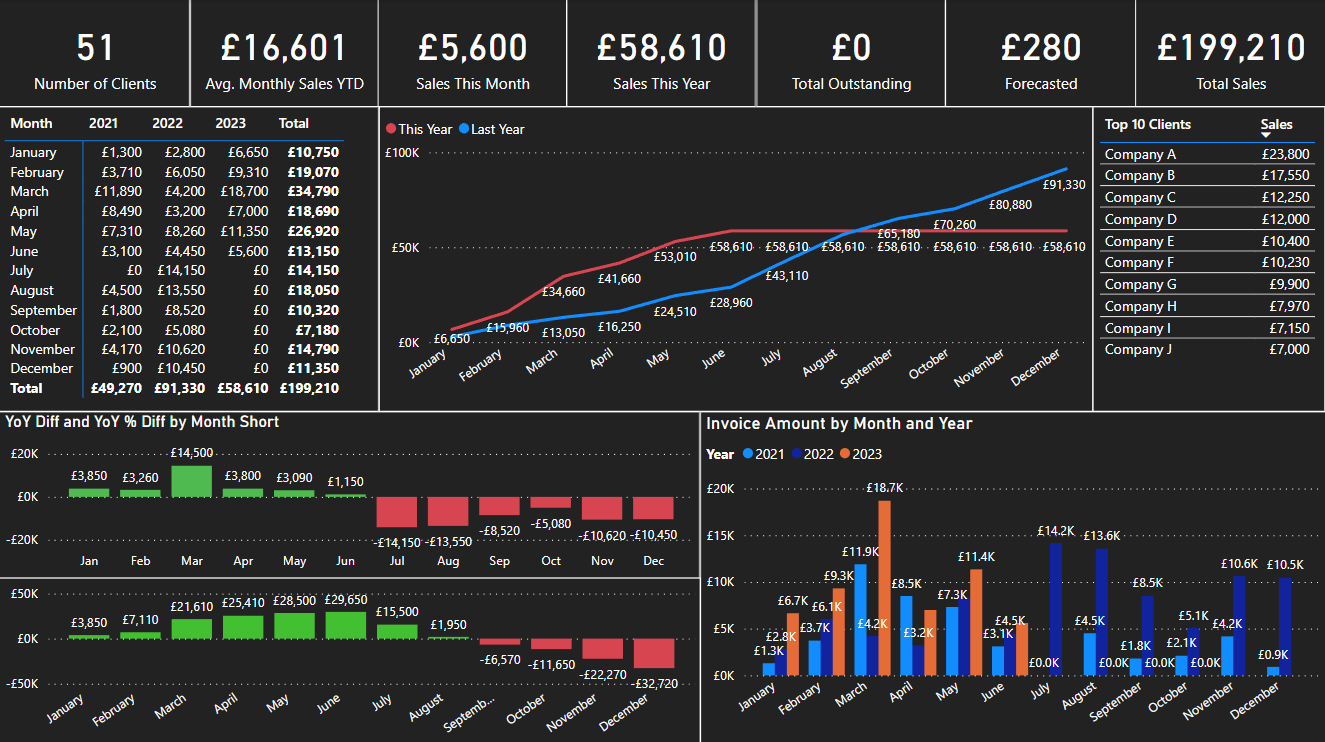 51
Number of Clients
£16,601
Avg. Monthly Sales YTD
£5,600
Sales This Month
£58,610
Sales This Year
£0
Total Outstanding
£280
Forecasted
£199,210
Total Sales
Month 2021 2022 2023 Total
January £1,300 £2,800 £6,650 £10,750
February £3,710 £6,050 £9,310 £19,070
March £11,890 £4,200 £18,700 £34,790
April £8,490 £3,200 £7,000 £18,690
May £7,310 £8,260 £11,350 £26,920
June £3,100 £4,450 £5,600 £13,150
July £0 £14,150 £0 £14,150
August £4,500 £13,550 £0 £18,050
September £1,800 £8,520 £0 £10,320
October £2,100 £5,080 £0 £7,180
November £4,170 £10,620 £0 £14,790
December £900 £10,450 £0 £11,350
Total £49,270 £91,330 £58,610 £199,210
This Year Last Year
£100K
£50K
£0K
£6,650 £15,960 £34,660 £41,660 £53,010 £58,610 £58,610 £58,610 £58,610 £58,610 £58,610 £58,610
£13,050 £16,250 £24,510 £28,960 £43,110 £65,180 £70,260 £80,880 £91,330
January February March April May June July August September October November December
Top 10 Clients Sales
Company A £23,800
Company B £17,550
Company C £12,250
Company D £12,000
Company E £10,400
Company F £10,230
Company G £9,900
Company H £7,970
Company I £7,150
Company J £7,000
YoY Diff and YoY % Diff by Month Short
£20K
£0K
-£20K
£3,850 £3,260 £14,500 £3,800 £3,090 £1,150 -£14,150 -£13,550 -£8,520 -£5,080 -£10,620 -£10,450
Jan Feb Mar Apr May Jun Jul Aug Sep Oct Nov Dec
£50K
£0K
-£50K
£3,850 £7,110 £21,610 £25,410 £28,500 £29,650 £15,500 £1,950 -£6,570 -£11,650 -£22,270 -£32,720
January February March April May June July August Septemb... October November December
Invoice Amount by Month and Year
Year 2021 2022 2023
£20K
£15K
£10K
£5K
£0K
£1.3K £2.8K £6.7K £3.7K £6.1K £9.3K £11.9K £4.2K £18.7K £8.5K £3.2K £7.3K £11.4K £3.1K £4.5K £0.0K £14.2K £4.5K £13.6K £0.0K £1.8K £8.5K £0.0K £2.1K £5.1K £0.0K £4.2K £10.6K £0.9K £10.5K
January February March April May June July August September October November December